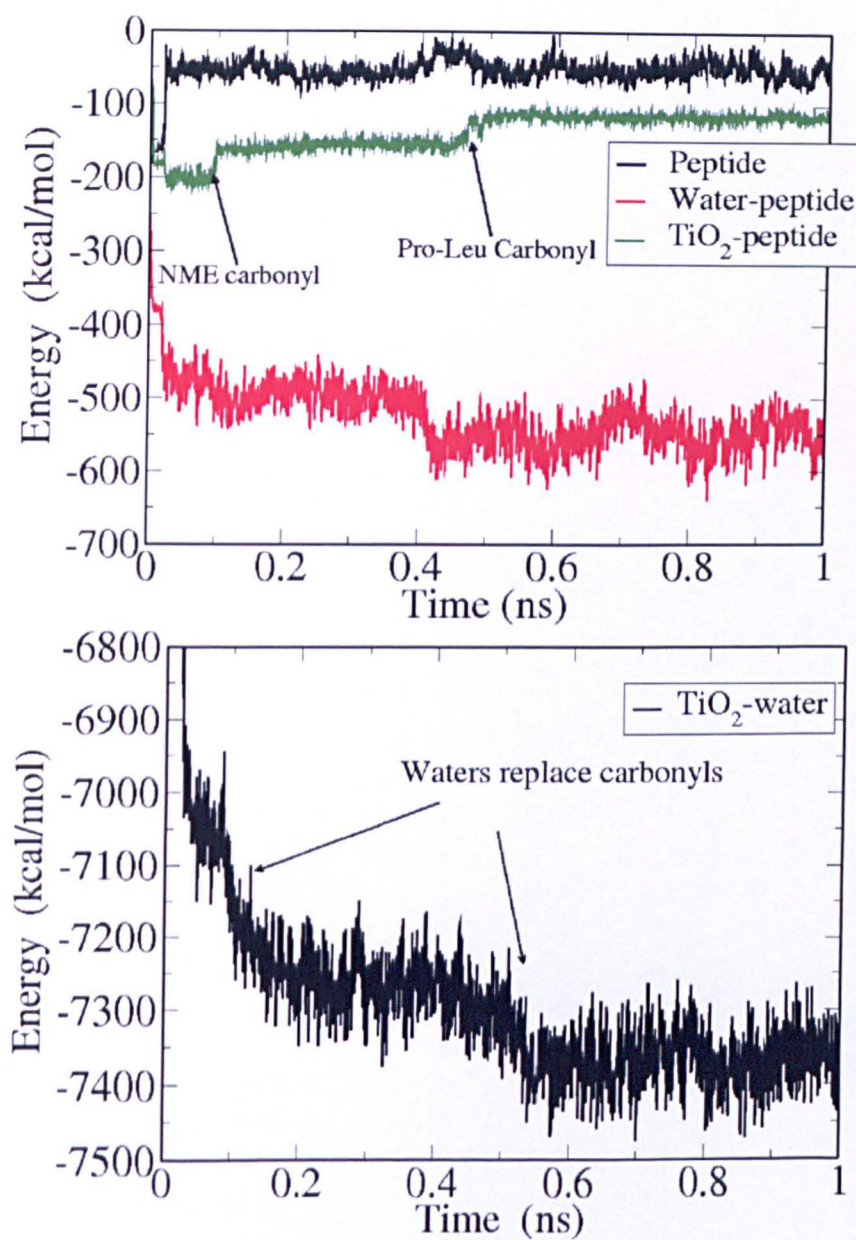 0
-100
-200
-300
-400
-500
-600
-700
Energy (kcal/mol)
NME carbonyl
Pro-Leu Carbonyl
Peptide
Water-peptide
TiO₂-peptide
0
0.2
0.4
0.6
0.8
1
Time (ns)
-6800
-6900
-7000
-7100
-7200
-7300
-7400
-7500
Energy (kcal/mol)
TiO₂-water
Waters replace carbonyls
0
0.2
0.4
0.6
0.8
1
Time (ns)